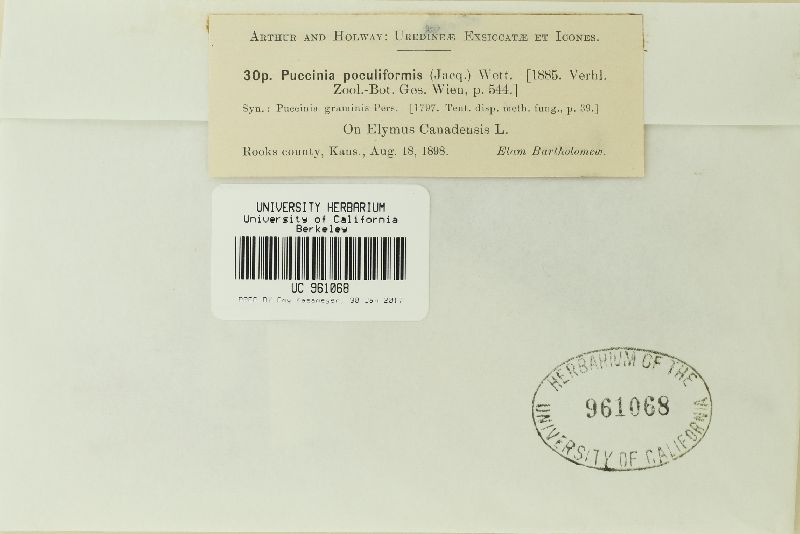 Arthur and Holway: Uredineæ Exsiccatæ et Icones.
30p. Puccinia poculiformis (Jacq.) Wett. [1885. Verhl.
Zool.-Bot. Ges. Wien, p. 544.]
Syn.: Puccinia graminis Pers. [1797. Tent. disp. meth. fung., p. 39.]
On Elymus Canadensis L.
Rooks county, Kans., Aug. 18, 1898. Elam Bartholomew.
UNIVERSITY HERBARIUM
University of California
Berkeley
UC 961068
HERBARIUM OF THE
961068
UNIVERSITY OF CALIFORNIA